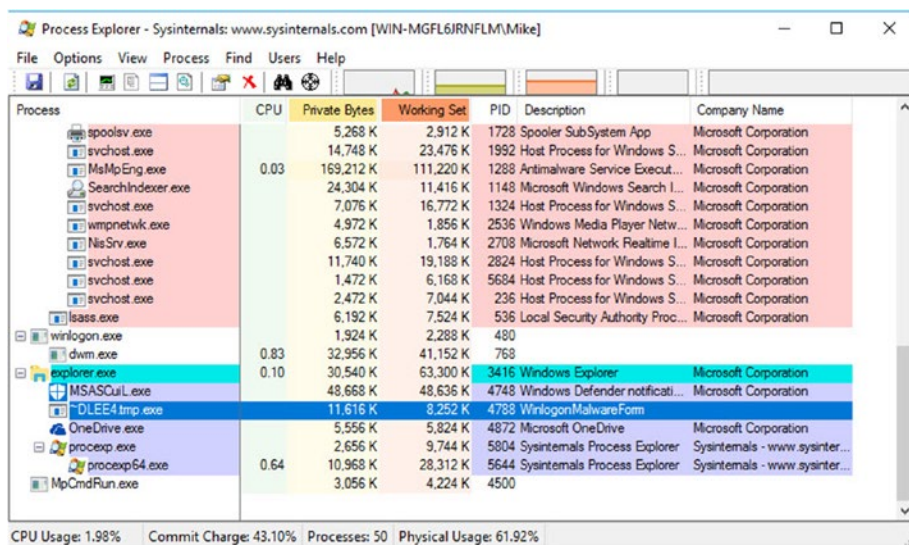 Process Explorer - Sysinternals: www.sysinternals.com [WIN-MGFL6JRNFLM\Mike]
File Options View Process Find Users Help
Process CPU Private Bytes Working Set PID Description Company Name
spoolsv.exe 5,268 K 2,912 K 1728 Spooler SubSystem App Microsoft Corporation
svchost.exe 14,748 K 23,476 K 1992 Host Process for Windows S... Microsoft Corporation
MsMpEng.exe 0.03 169,212 K 111,220 K 1288 Antimalware Service Execut... Microsoft Corporation
SearchIndexer.exe 24,304 K 11,416 K 1148 Microsoft Windows Search I... Microsoft Corporation
svchost.exe 7,076 K 16,772 K 1324 Host Process for Windows S... Microsoft Corporation
wmpnetwk.exe 4,972 K 1,856 K 2536 Windows Media Player Netw... Microsoft Corporation
NisSrv.exe 6,572 K 1,764 K 2708 Microsoft Network Realtime I... Microsoft Corporation
svchost.exe 11,740 K 19,188 K 2824 Host Process for Windows S... Microsoft Corporation
svchost.exe 1,472 K 6,168 K 5684 Host Process for Windows S... Microsoft Corporation
svchost.exe 2,472 K 7,044 K 236 Host Process for Windows S... Microsoft Corporation
lsass.exe 6,192 K 7,524 K 536 Local Security Authority Proc... Microsoft Corporation
winlogon.exe 1,924 K 2,288 K 480
dwm.exe 0.83 32,956 K 41,152 K 768
explorer.exe 0.10 30,540 K 63,300 K 3416 Windows Explorer Microsoft Corporation
MSASCuiL.exe 48,668 K 48,636 K 4748 Windows Defender notificati... Microsoft Corporation
~DLEE4.tmp.exe 11,616 K 8,252 K 4788 WinlogonMalwareForm
OneDrive.exe 5,556 K 5,824 K 4872 Microsoft OneDrive Microsoft Corporation
procexp.exe 2,656 K 9,744 K 5804 Sysinternals Process Explorer Sysinternals - www.sysinter...
procexp64.exe 0.64 10,968 K 28,312 K 5644 Sysinternals Process Explorer Sysinternals - www.sysinter...
MpCmdRun.exe 3,056 K 4,224 K 4500
CPU Usage: 1.98% Commit Charge: 43.10% Processes: 50 Physical Usage: 61.92%